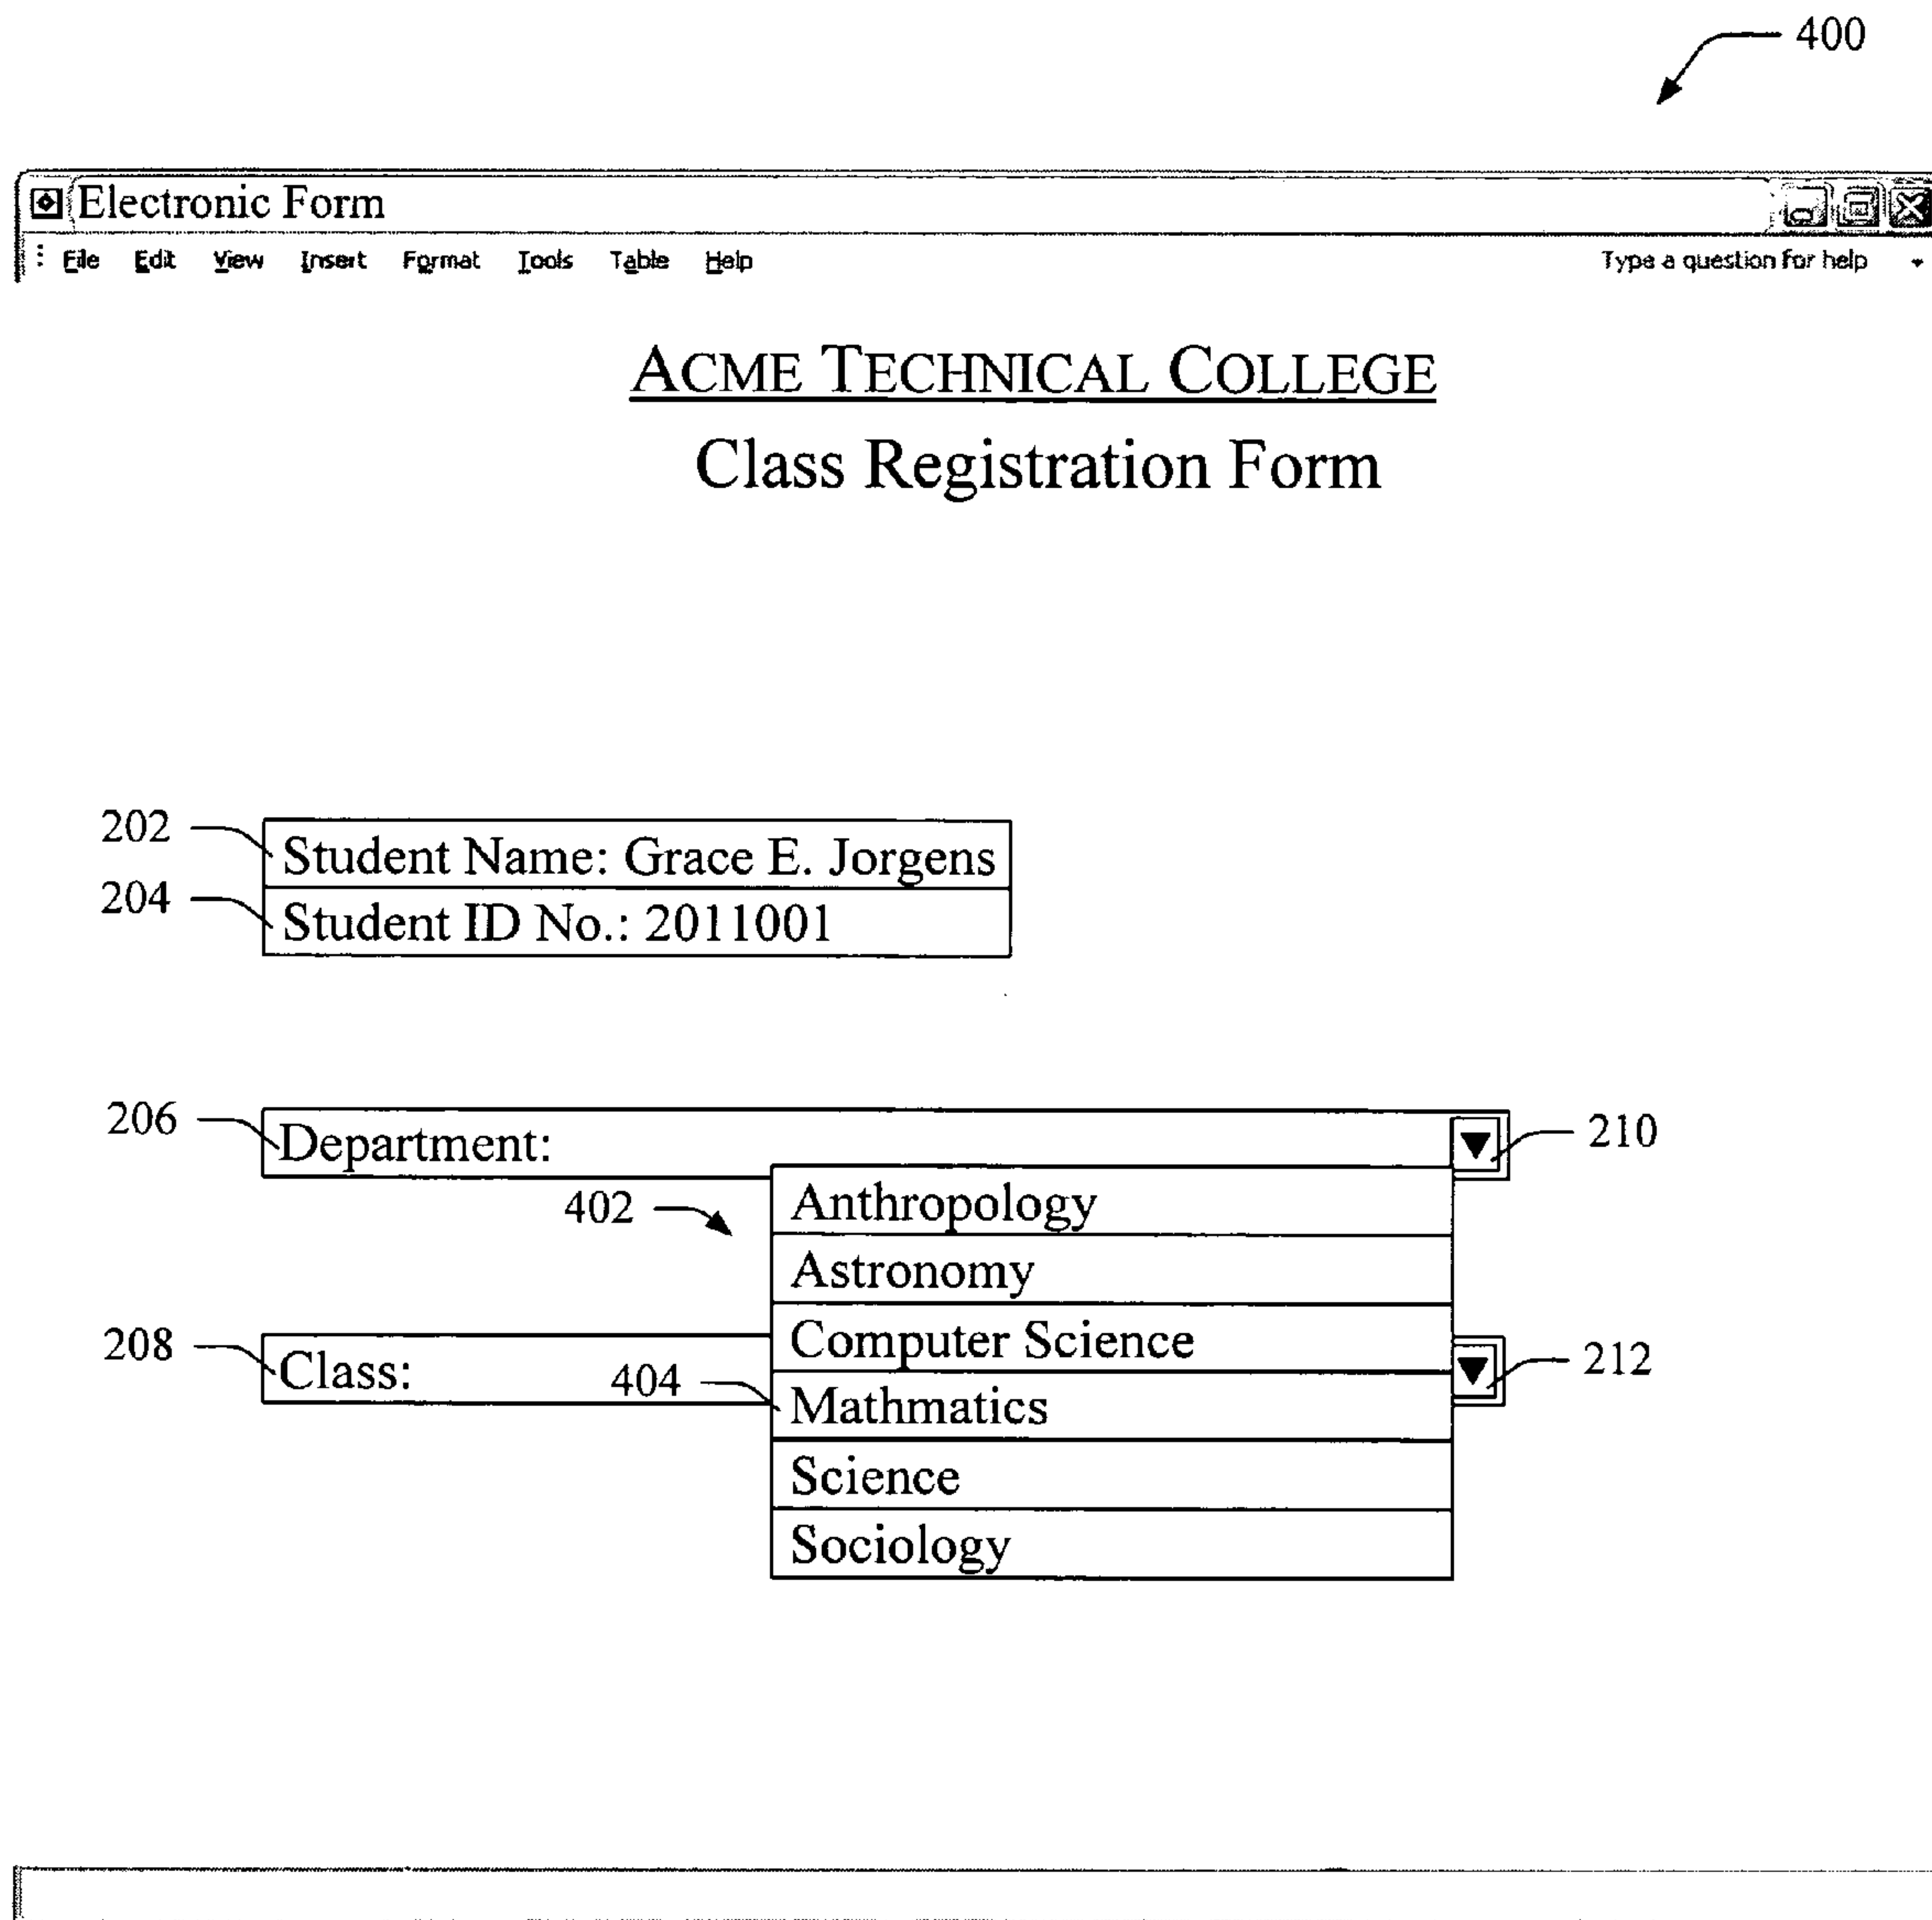 400
Electronic Form
File Edit View Insert Format Tools Table Help Type a question for help
ACME TECHNICAL COLLEGE
Class Registration Form
202 Student Name: Grace E. Jorgens
204 Student ID No.: 2011001
206 Department: 210
402 Anthropology
Astronomy
Computer Science
208 Class: 212
404 Mathmatics
Science
Sociology